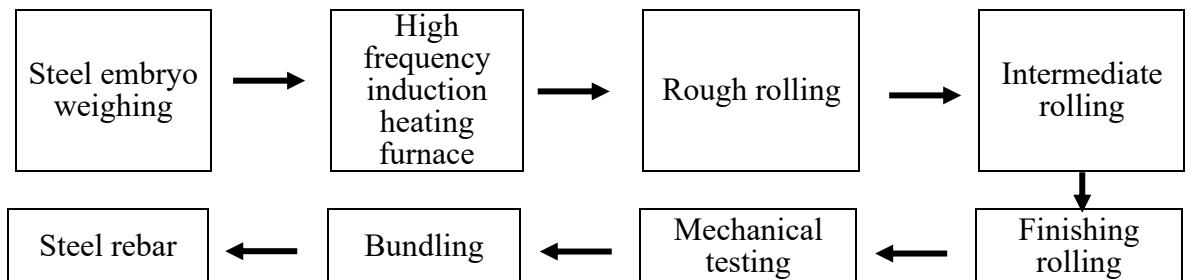 Steel embryo
weighing
High
frequency
induction
heating
furnace
Rough rolling
Intermediate
rolling
Steel rebar
Bundling
Mechanical
testing
Finishing
rolling